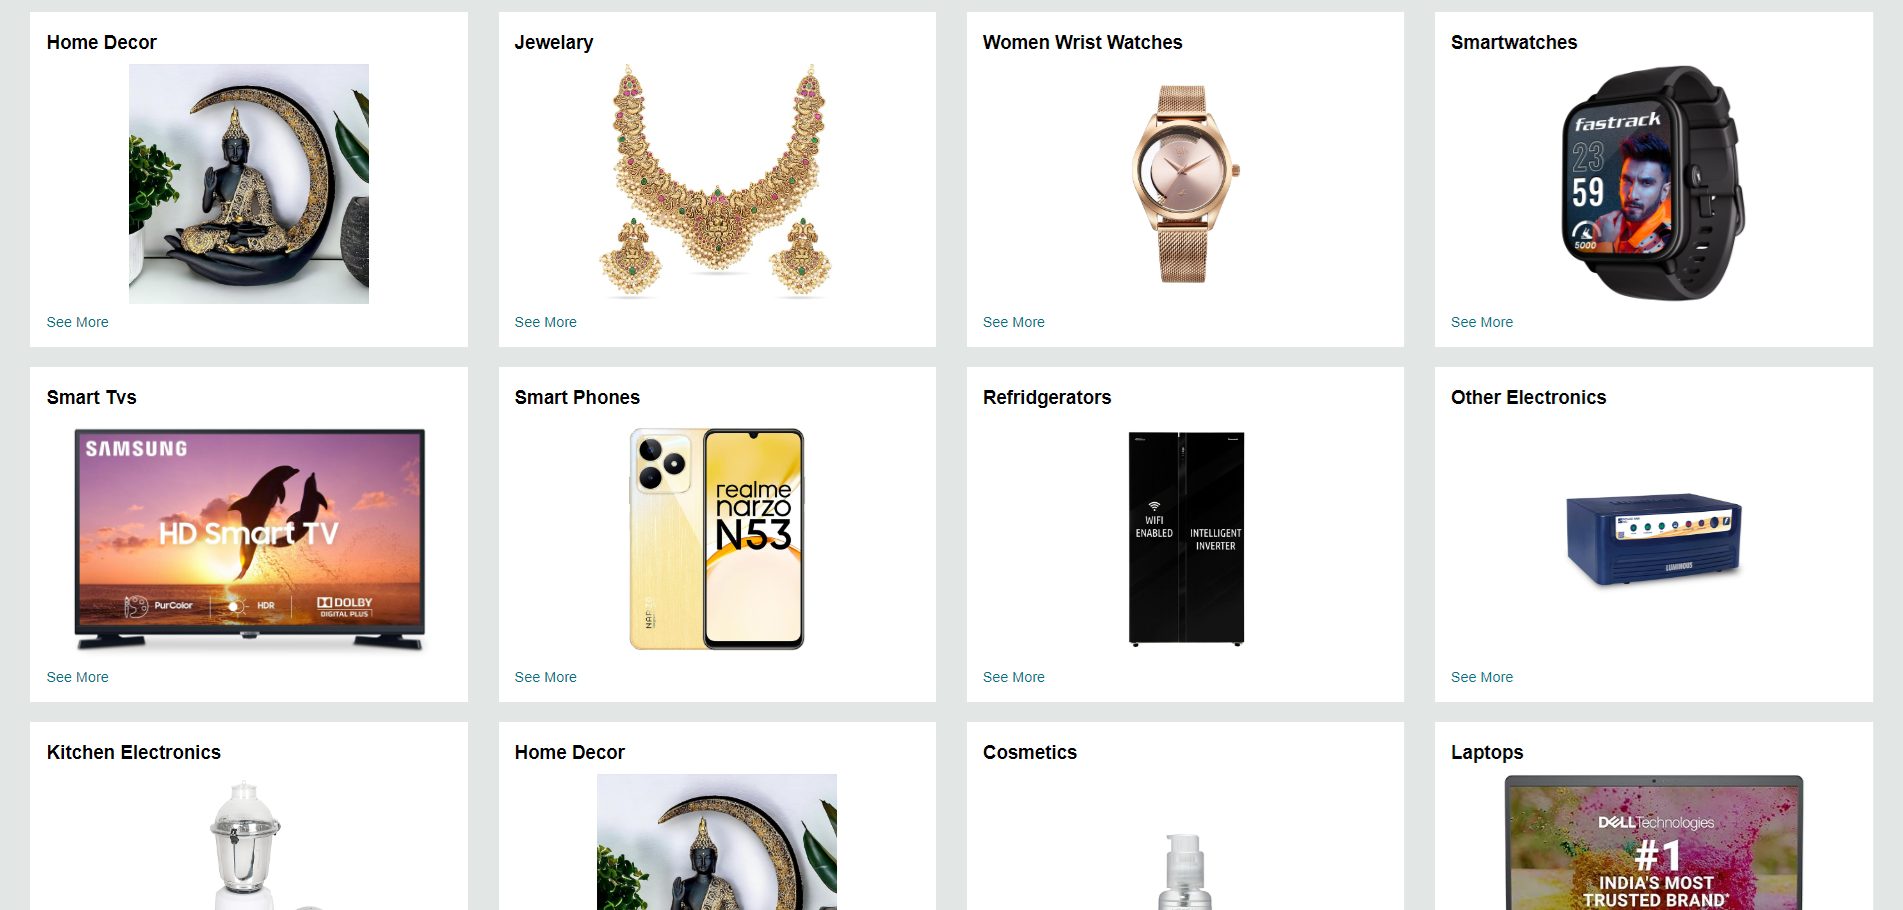 Home Decor
Jewelary
Women Wrist Watches
Smartwatches
fastrack
23
59
5000
See More
See More
See More
See More
Smart Tvs
Smart Phones
Refridgerators
Other Electronics
SAMSUNG
HD Smart TV
PurColor
HDR
DOLBY
DIGITAL PLUS
realme
narzo
N53
NARZO
WIFI
ENABLED
INTELLIGENT
INVERTER
LUMINOUS
See More
See More
See More
See More
Kitchen Electronics
Home Decor
Cosmetics
Laptops
DELLTechnologies
#1
INDIA'S MOST
TRUSTED BRAND*